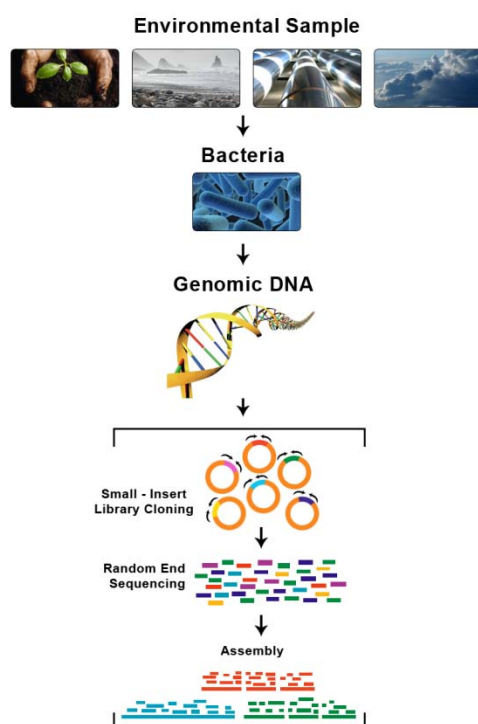 Environmental Sample
Bacteria
Genomic DNA
Small - Insert
Library Cloning
Random End
Sequencing
Assembly